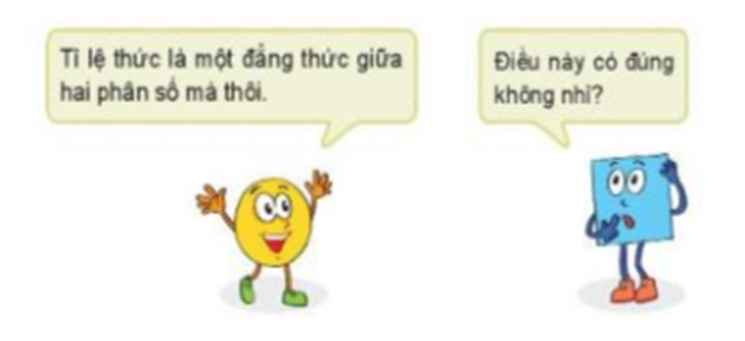 Tỉ lệ thức là một đẳng thức giữa
hai phân số mà thôi.
Điều này có đúng
không nhỉ?